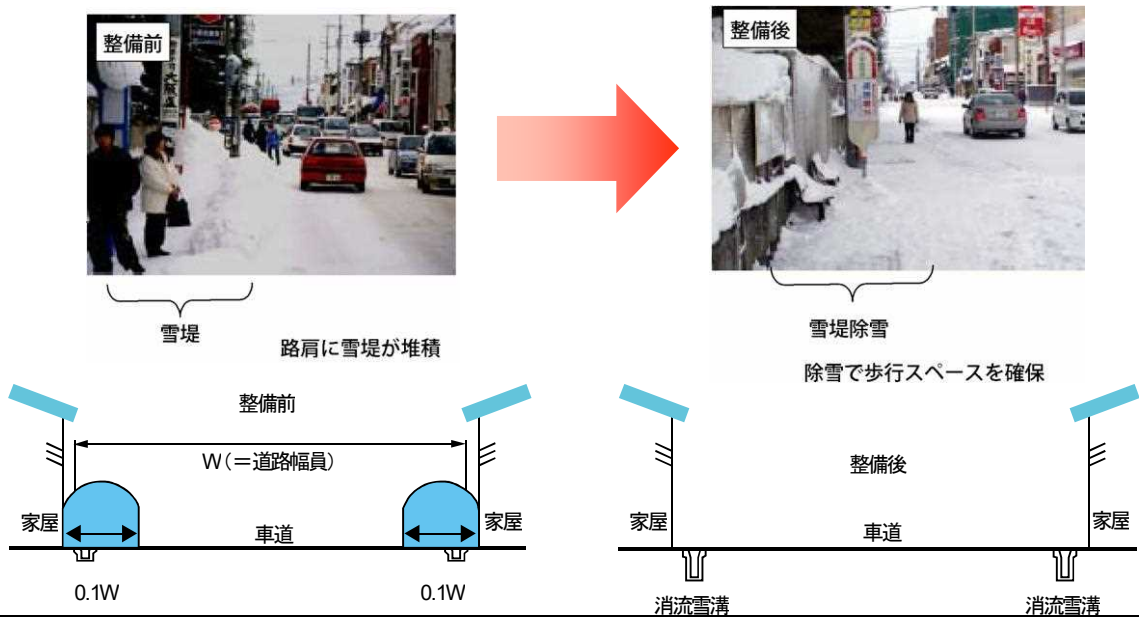 整備前
整備後
雪堤
路肩に雪堤が堆積
雪堤除雪
除雪で歩行スペースを確保
整備前
W(=道路幅員)
家屋
車道
家屋
0.1W
0.1W
整備後
家屋
車道
家屋
消流雪溝
消流雪溝